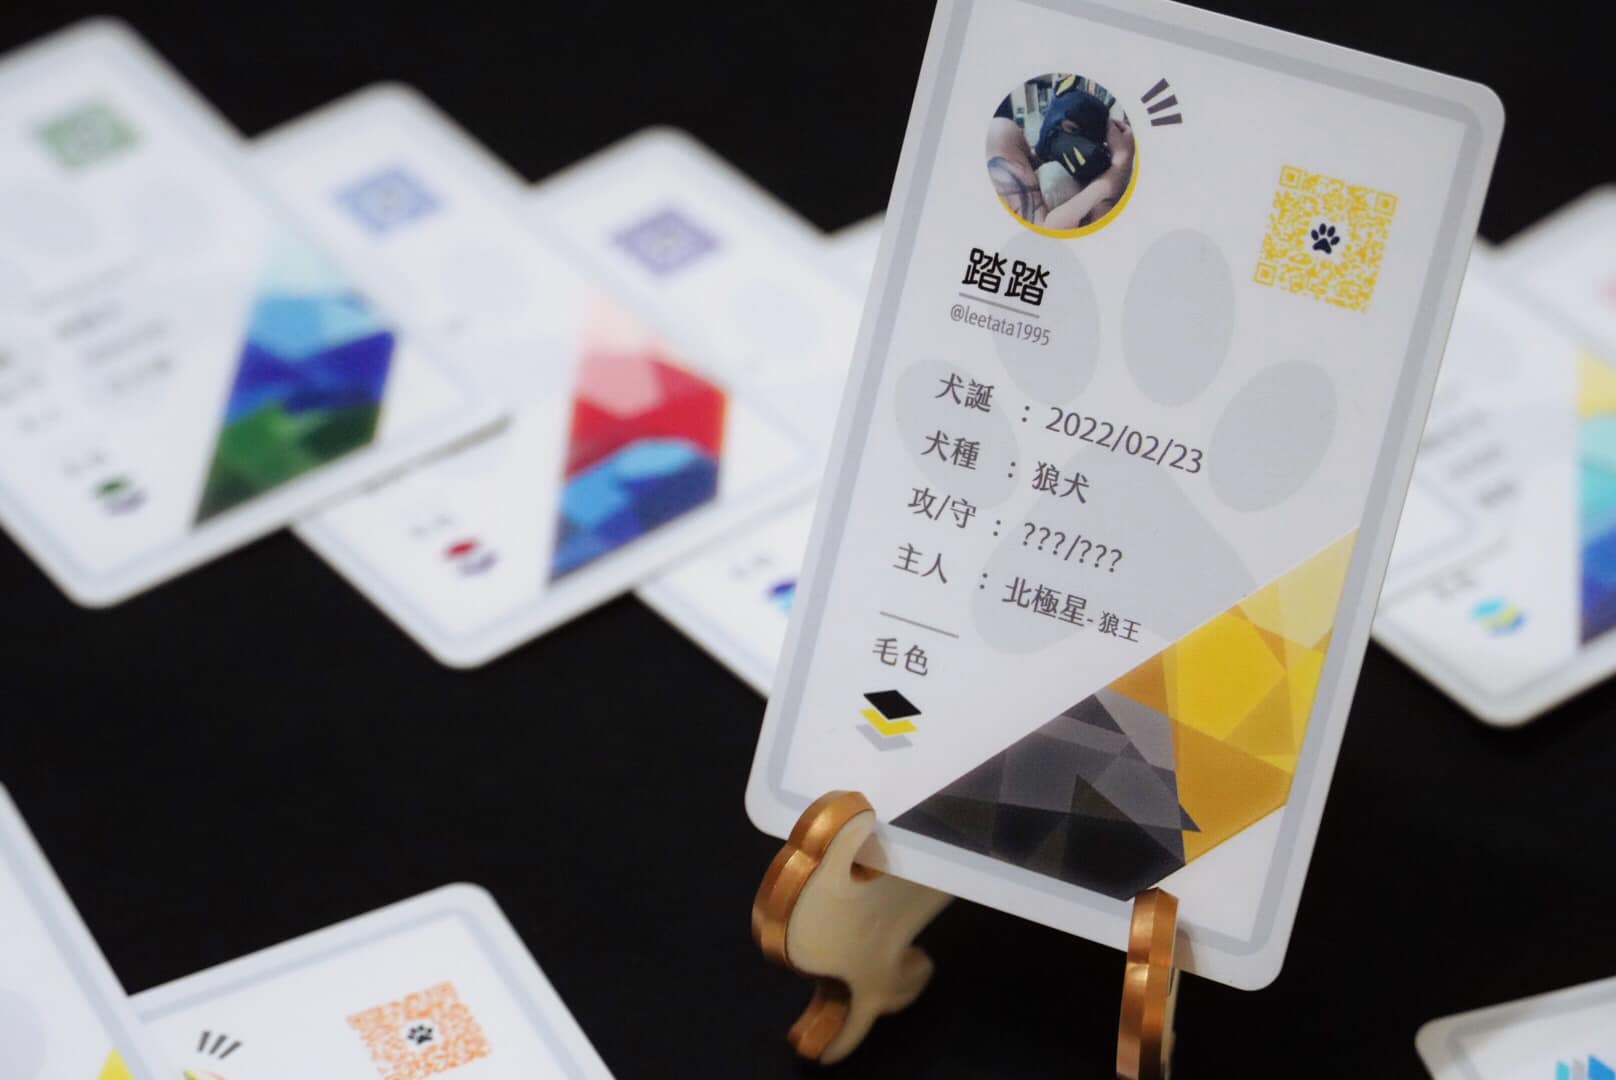 踏踏
@leetata1995
犬誕 : 2022/02/23
犬種 : 狼犬
攻/守 : ???/???
主人 : 北極星- 狼王
毛色